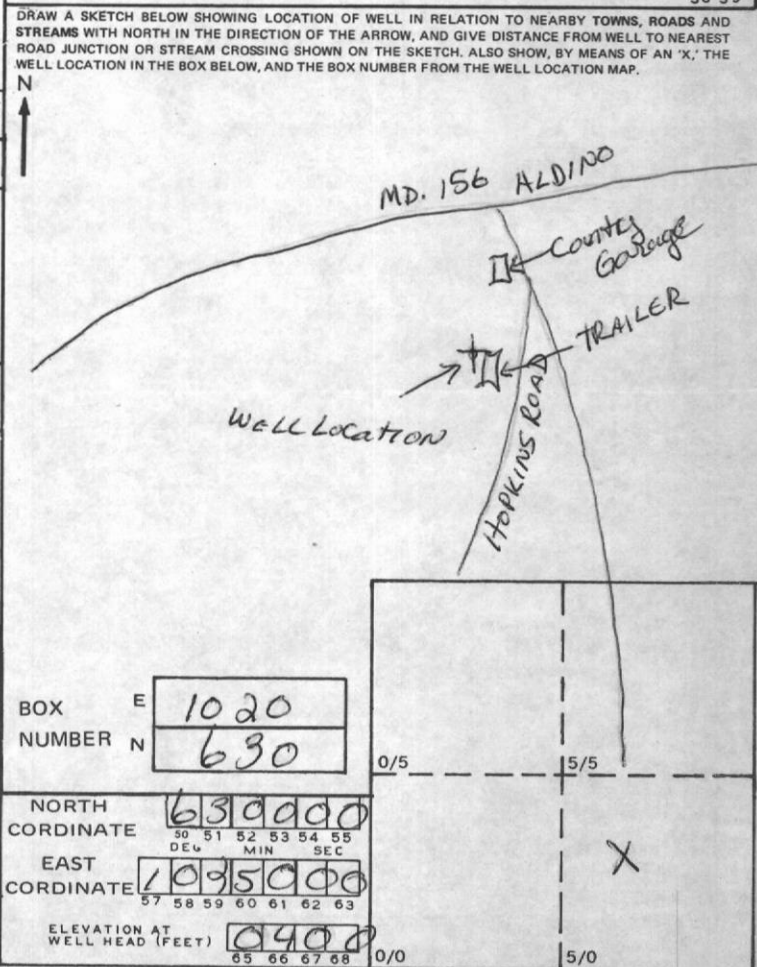 DRAW A SKETCH BELOW SHOWING LOCATION OF WELL IN RELATION TO NEARBY TOWNS, ROADS AND
STREAMS WITH NORTH IN THE DIRECTION OF THE ARROW, AND GIVE DISTANCE FROM WELL TO NEAREST
ROAD JUNCTION OR STREAM CROSSING SHOWN ON THE SKETCH. ALSO SHOW, BY MEANS OF AN 'X,' THE
WELL LOCATION IN THE BOX BELOW, AND THE BOX NUMBER FROM THE WELL LOCATION MAP.
N
MD. 156 ALDINO
County
Garage
TRAILER
WELL LOCATION
HOPKINS ROAD
BOX
NUMBER
E 1020
N 630
0/5 5/5
NORTH
CORDINATE
630000
50 51 52 53 54 55
DEG MIN SEC
X
EAST
CORDINATE
57 58 59 60 61 62 63
ELEVATION AT
WELL HEAD (FEET)
65 66 67 68
0/0 5/0